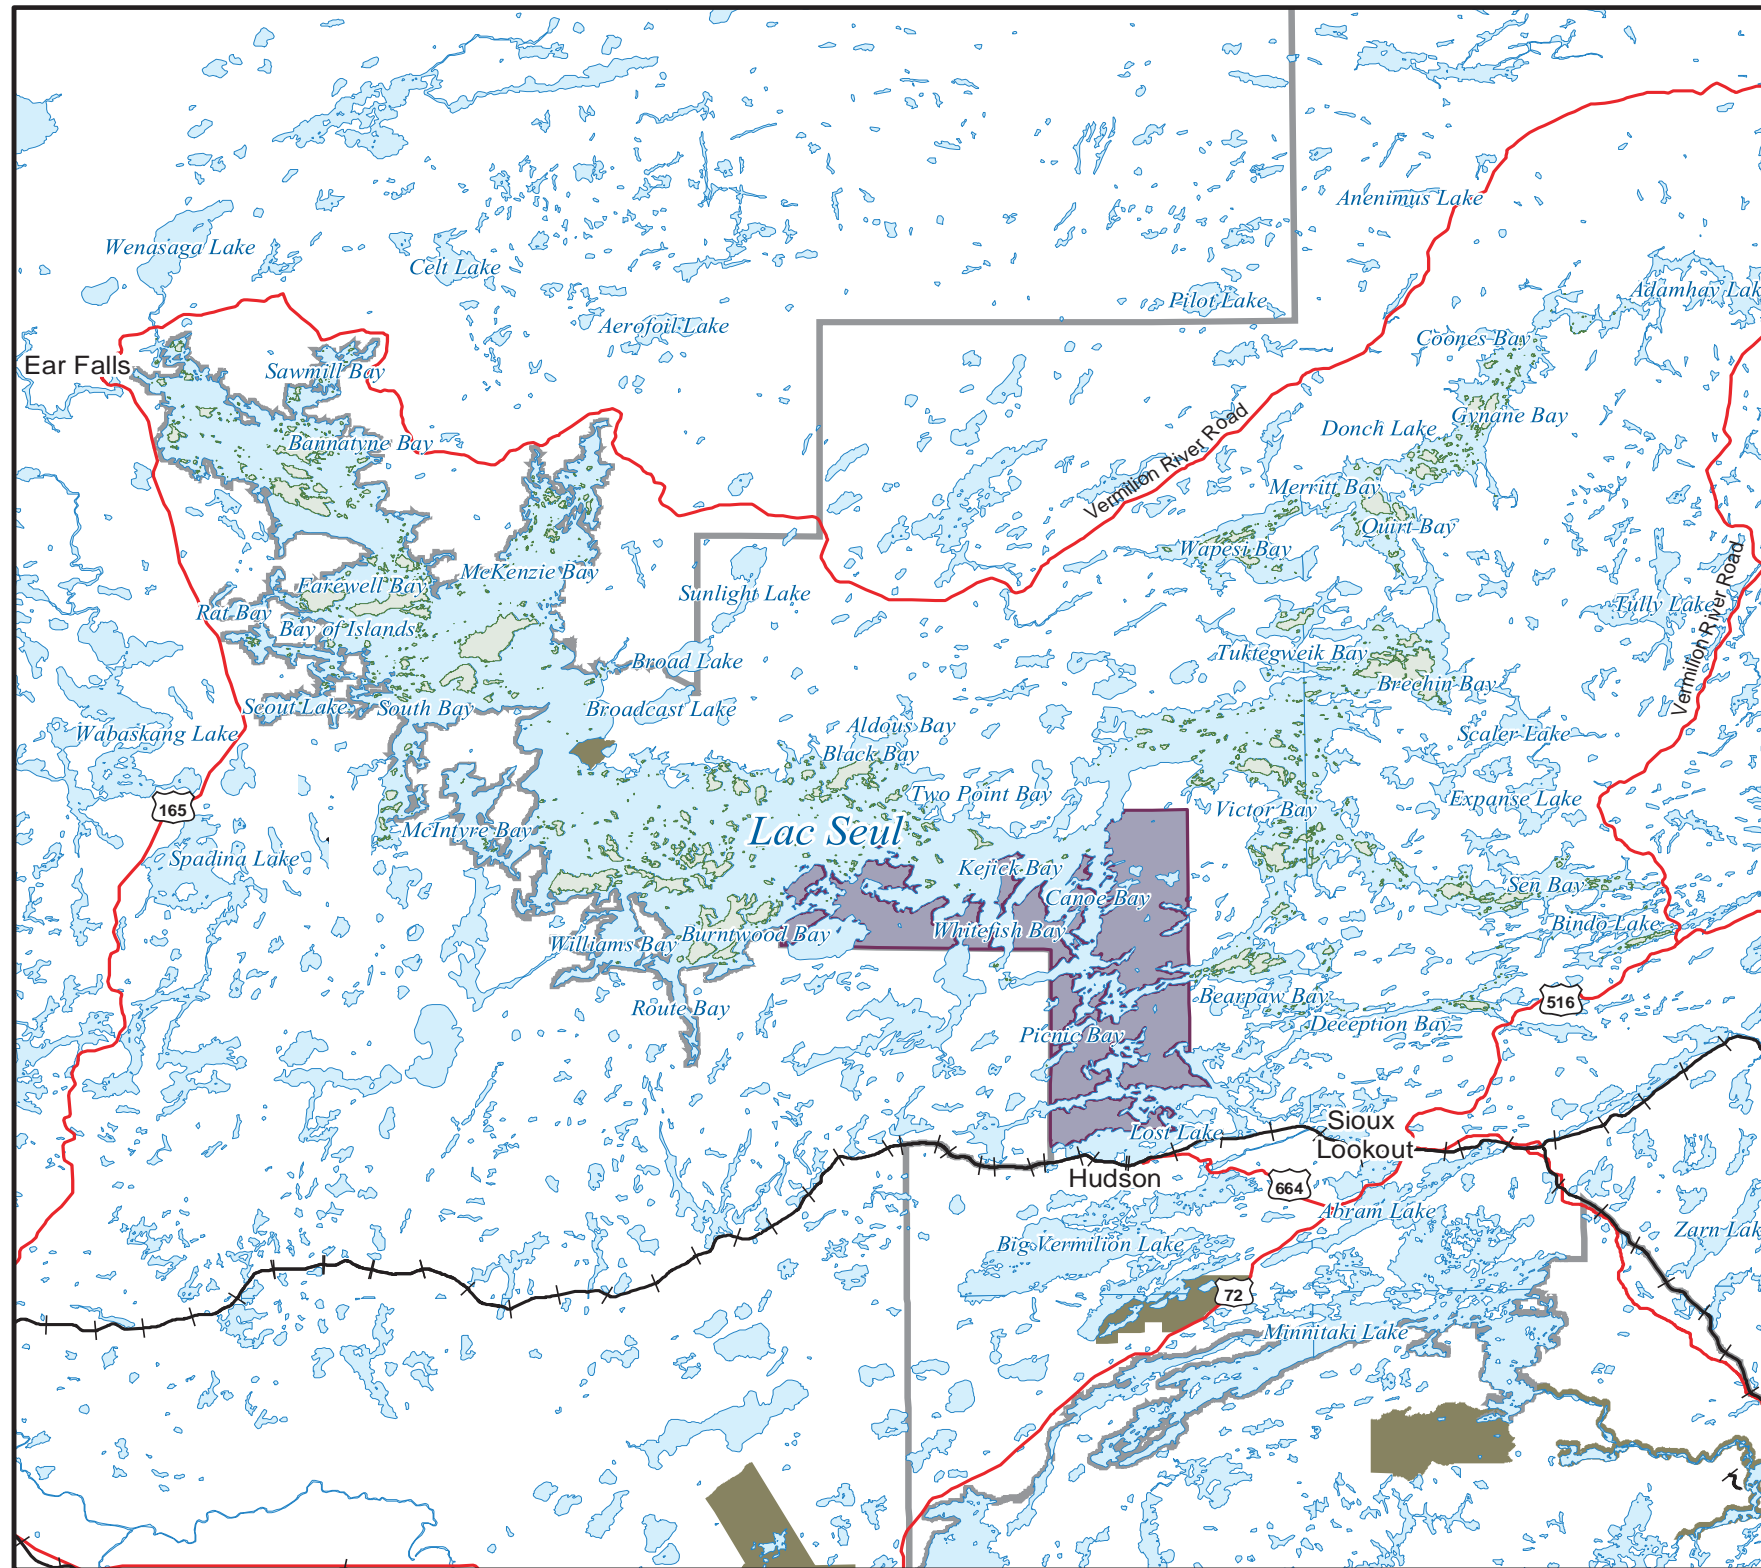 Anenimus Lake
Wenasaga Lake
Celt Lake
Adamhay Lak
Pilot Lake
Aerofoil Lake
Coones Bay
Ear Falls
Sawmill Bay
Gynane Bay
Vermilion River Road
Donch Lake
Bannatyne Bay
Merritt Bay
Quirt Bay
Wapesi Bay
McKenzie Bay
Farewell Bay
Sunlight Lake
Tully Lake
Vermillion River Road
Rat Bay
Bay of Islands
Tuktegweik Bay
Broad Lake
Brechin Bay
Scout Lake
South Bay
Broadcast Lake
Aldous Bay
Wabaskang Lake
Scaler Lake
Black Bay
Two Point Bay
Expanse Lake
165
Victor Bay
McIntyre Bay
Lac Seul
Spadina Lake
Kejick Bay
Sen Bay
Canoe Bay
Bindo Lake
Whitefish Bay
Burntwood Bay
Williams Bay
Bearpaw Bay
516
Route Bay
Deception Bay
Picnic Bay
Sioux
Lookout
Lost Lake
Hudson
664
Abram Lake
Zarn Lak
Big Vermilion Lake
72
Minnitaki Lake